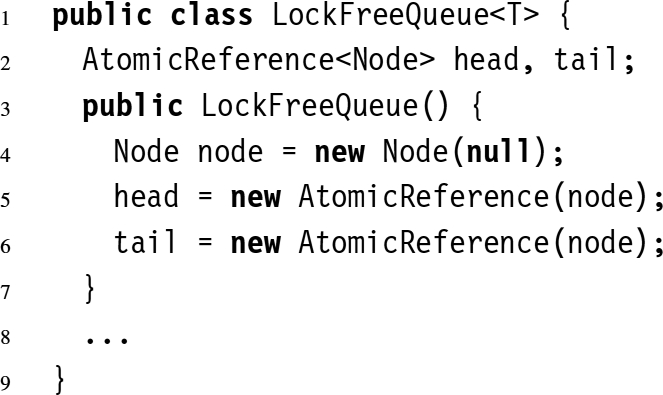 1 public class LockFreeQueue<T> {
2 AtomicReference<Node> head, tail;
3 public LockFreeQueue() {
4 Node node = new Node(null);
5 head = new AtomicReference(node);
6 tail = new AtomicReference(node);
7 }
8 ...
9 }